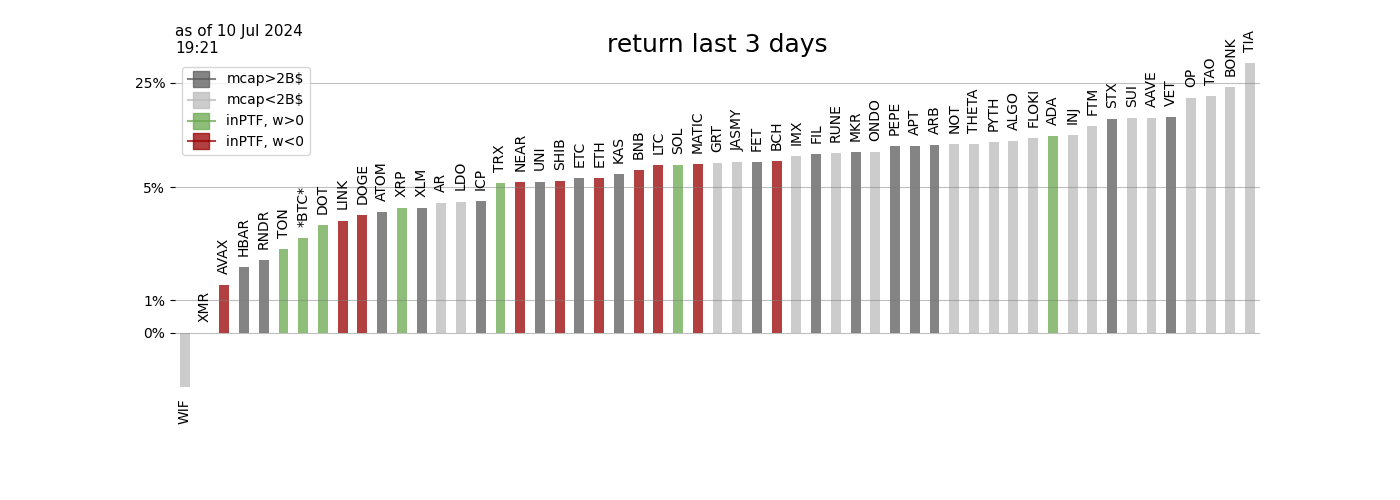 as of 10 Jul 2024
19:21
return last 3 days
mcap>2B$
mcap<2B$
inPTF, w>0
inPTF, w<0
25%
5%
1%
0%
WIF
XMR
AVAX
HBAR
RNDR
TON
*BTC*
DOT
LINK
DOGE
ATOM
XRP
XLM
AR
LDO
ICP
TRX
NEAR
UNI
SHIB
ETC
ETH
KAS
BNB
LTC
SOL
MATIC
GRT
JASMY
FET
BCH
IMX
FIL
RUNE
MKR
ONDO
PEPE
APT
ARB
NOT
THETA
PYTH
ALGO
FLOKI
ADA
INJ
FTM
STX
SUI
AAVE
VET
OP
TAO
BONK
TIA